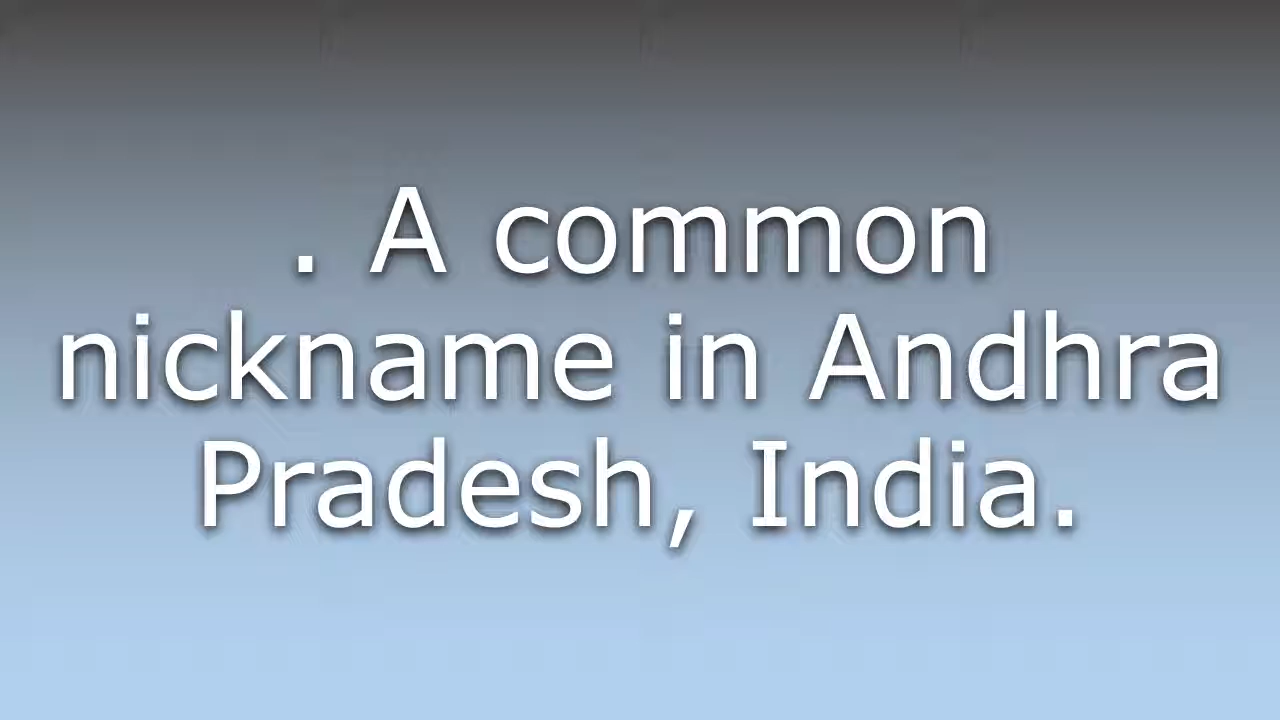 . A common
nickname in Andhra
Pradesh, India.